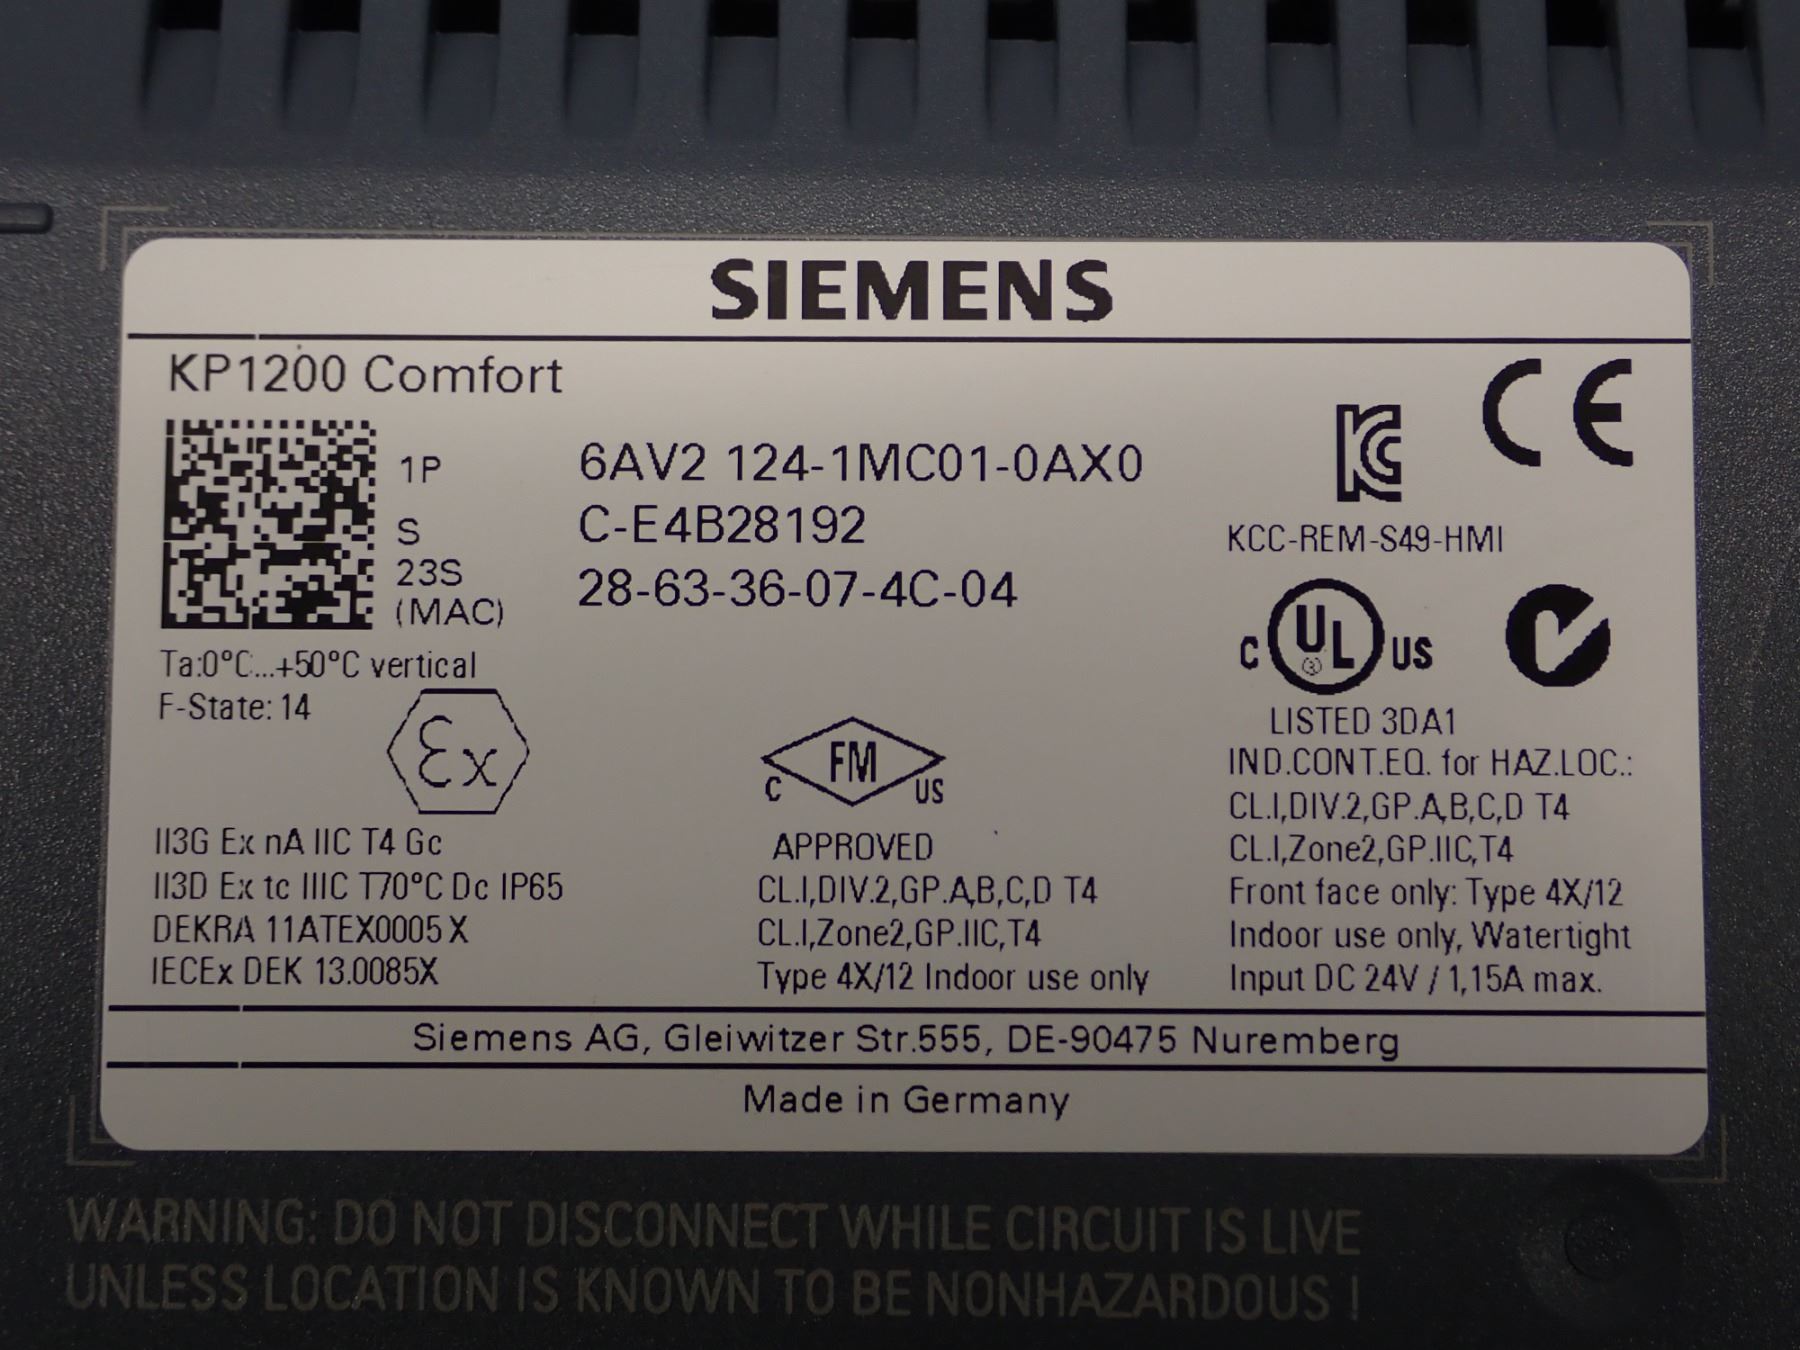 SIEMENS
KP1200 Comfort
1P 6AV2 124-1MC01-0AX0
S C-E4B28192
23S
(MAC) 28-63-36-07-4C-04
Ta:0°C...+50°C vertical
F-State: 14
Ex
II3G Ex nA IIC T4 Gc
II3D Ex tc IIIC T70°C Dc IP65
DEKRA 11ATEX0005 X
IECEx DEK 13.0085X
C FM US
APPROVED
CL.I,DIV.2,GP.A,B,C,D T4
CL.I,Zone2,GP.IIC,T4
Type 4X/12 Indoor use only
CE
KCC-REM-S49-HMI
C UL US
LISTED 3DA1
IND.CONT.EQ. for HAZ.LOC.:
CL.I,DIV.2,GP.A,B,C,D T4
CL.I,Zone2,GP.IIC,T4
Front face only: Type 4X/12
Indoor use only, Watertight
Input DC 24V / 1,15A max.
Siemens AG, Gleiwitzer Str.555, DE-90475 Nuremberg
Made in Germany
WARNING: DO NOT DISCONNECT WHILE CIRCUIT IS LIVE
UNLESS LOCATION IS KNOWN TO BE NONHAZARDOUS !